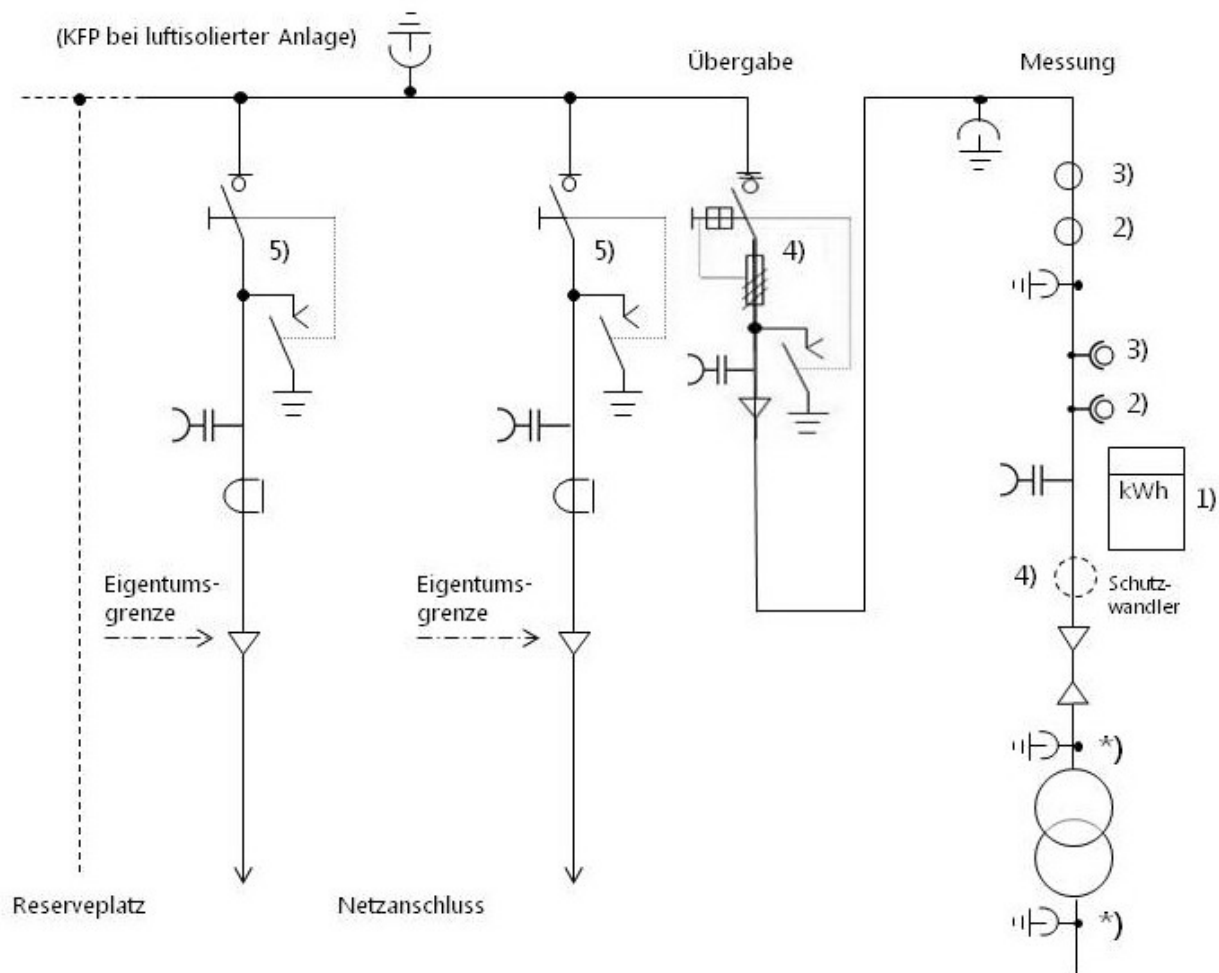 (KFP bei luftisolierter Anlage)
Übergabe
Messung
3)
2)
5)
5)
4)
3)
2)
kWh
1)
4)
Schutz-
wandler
Eigentums-
grenze
Eigentums-
grenze
*)
Reserveplatz
Netzanschluss
*)